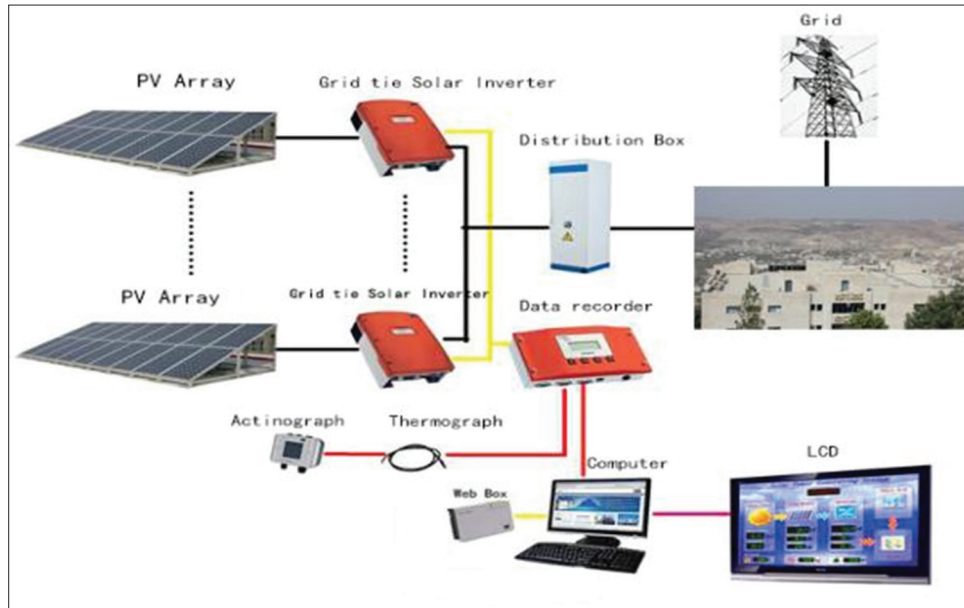 Grid
PV Array
Grid tie Solar Inverter
Distribution Box
PV Array
Grid tie Solar Inverter
Data recorder
Actinograph
Thermograph
Computer
LCD
Web Box